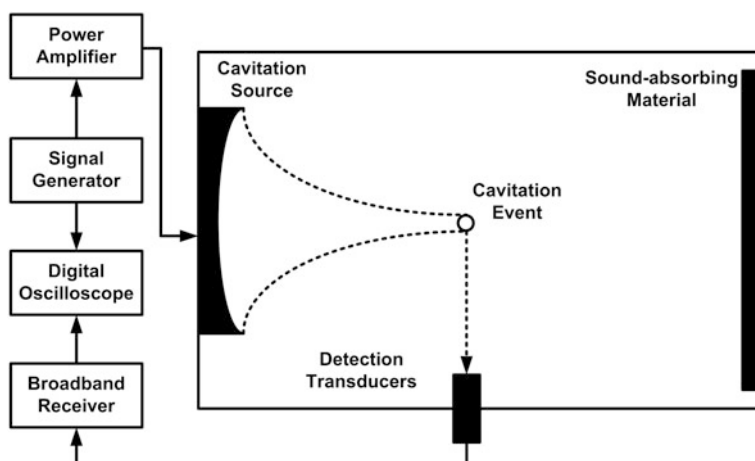 Power
Amplifier
Signal
Generator
Digital
Oscilloscope
Broadband
Receiver
Cavitation
Source
Cavitation
Event
Detection
Transducers
Sound-absorbing
Material